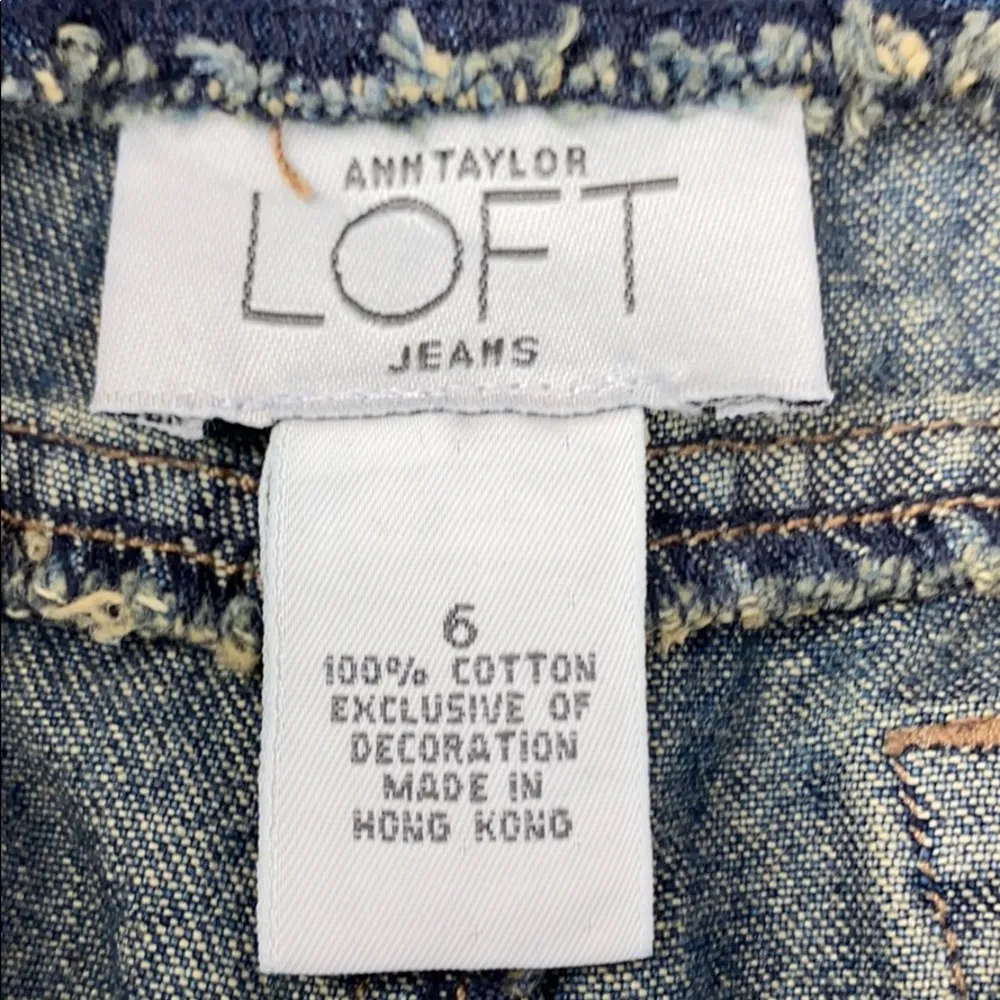 ANN TAYLOR
LOFT
JEANS
6
100% COTTON
EXCLUSIVE OF
DECORATION
MADE IN
HONG KONG